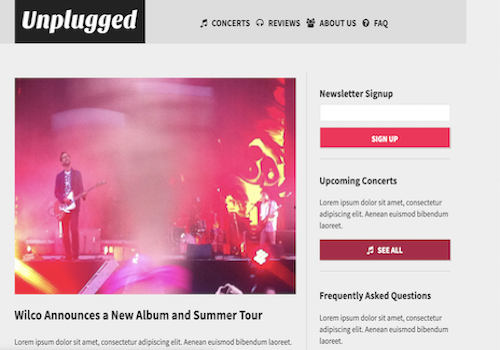 Unplugged
CONCERTS REVIEWS ABOUT US FAQ
Wilco Announces a New Album and Summer Tour
Lorem ipsum dolor sit amet, consectetur adipiscing elit. Aenean euismod bibendum laoreet.
Newsletter Signup
SIGN UP
Upcoming Concerts
Lorem ipsum dolor sit amet, consectetur
adipiscing elit. Aenean euismod bibendum
laoreet.
SEE ALL
Frequently Asked Questions
Lorem ipsum dolor sit amet, consectetur
adipiscing elit. Aenean euismod bibendum
laoreet.